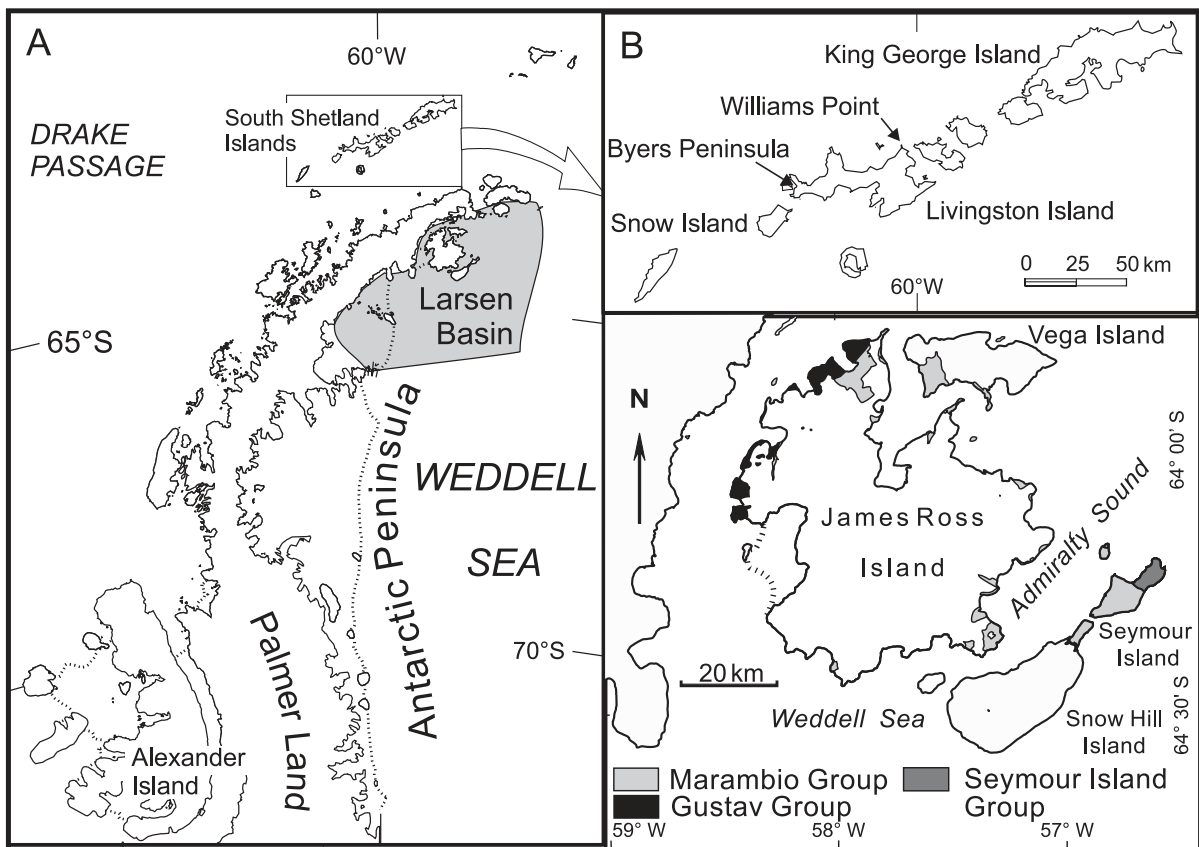 A
60°W
DRAKE
PASSAGE
South Shetland
Islands
65°S
Larsen
Basin
Antarctic Peninsula
WEDDELL
SEA
Palmer Land
70°S
Alexander
Island
B
King George Island
Williams Point
Byers Peninsula
Snow Island
Livingston Island
0 25 50 km
60°W
Vega Island
N
64° 00' S
James Ross
Island
Admiralty Sound
Seymour
Island
20 km
Weddell Sea
Snow Hill
Island
64° 30' S
Marambio Group
Seymour Island
Group
Gustav Group
59° W
58° W
57° W